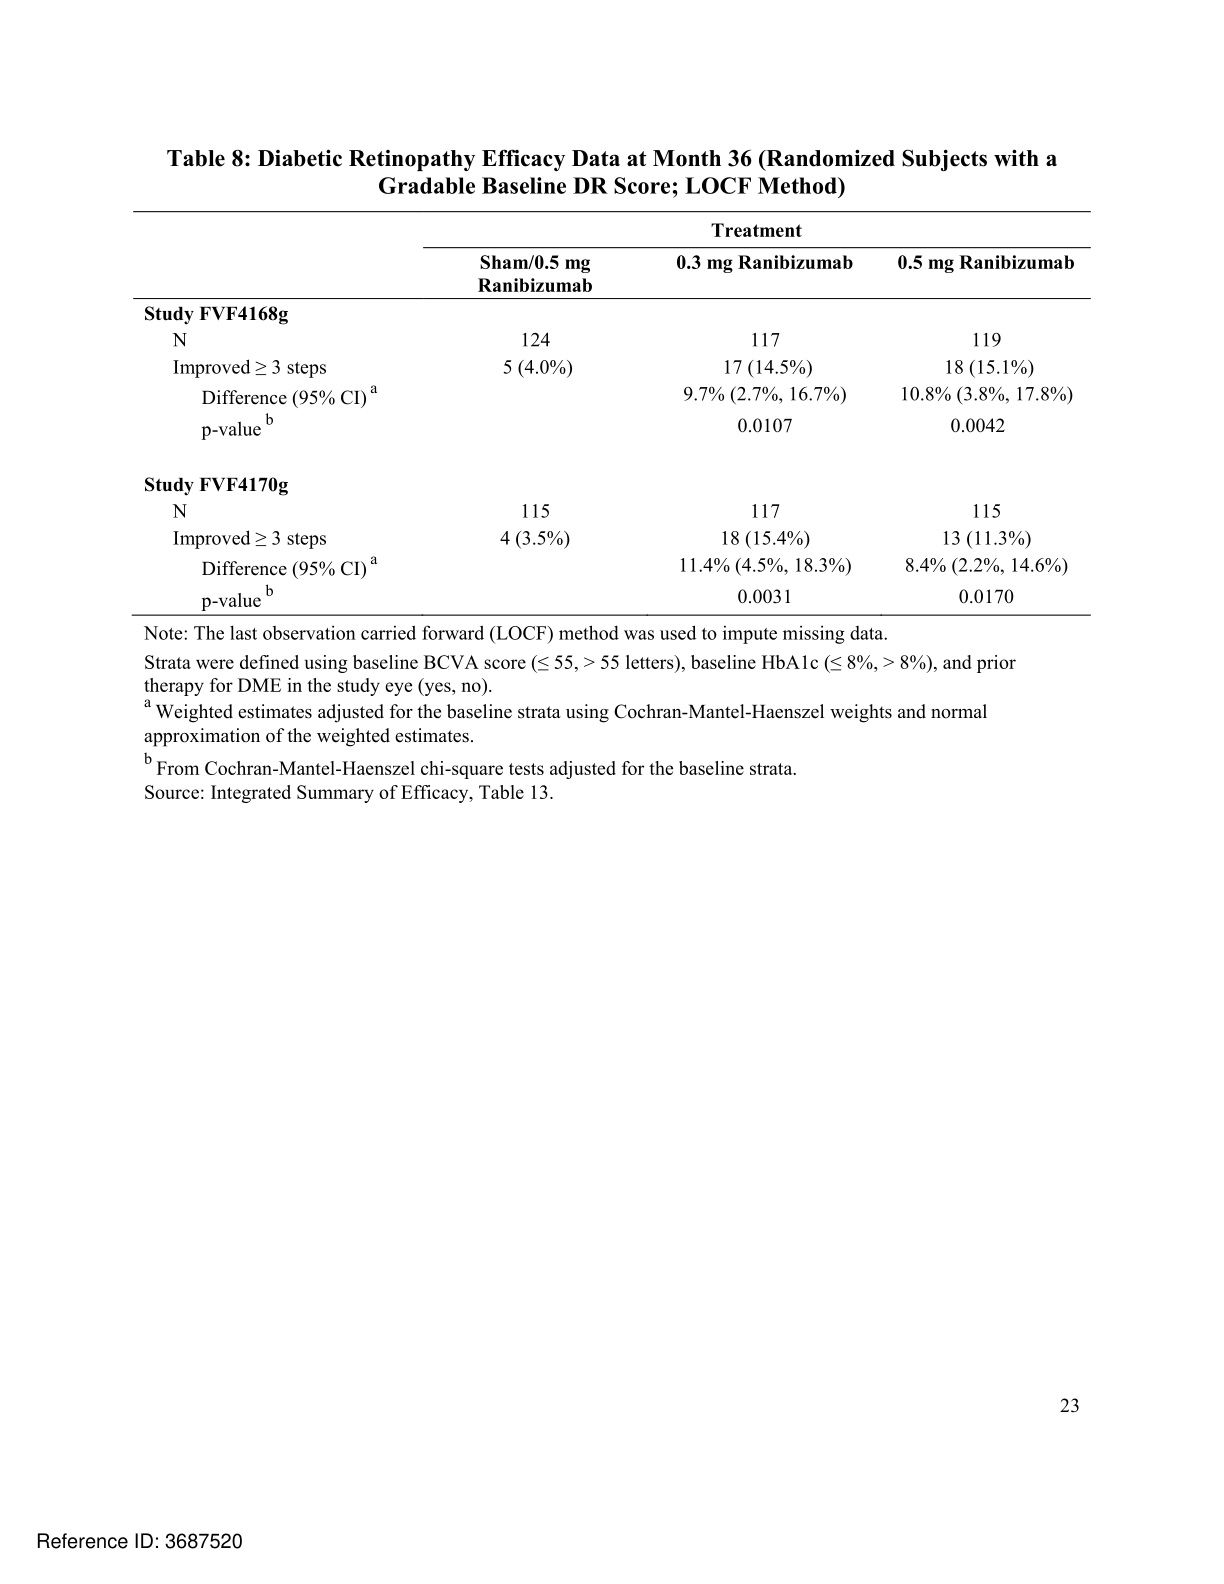 Table 8: Diabetic Retinopathy Efficacy Data at Month 36 (Randomized Subjects with a
Gradable Baseline DR Score; LOCF Method)
Treatment
Sham/0.5 mg Ranibizumab 0.3 mg Ranibizumab 0.5 mg Ranibizumab
Study FVF4168g
N 124 117 119
Improved ≥ 3 steps 5 (4.0%) 17 (14.5%) 18 (15.1%)
Difference (95% CI) a 9.7% (2.7%, 16.7%) 10.8% (3.8%, 17.8%)
p-value b 0.0107 0.0042
Study FVF4170g
N 115 117 115
Improved ≥ 3 steps 4 (3.5%) 18 (15.4%) 13 (11.3%)
Difference (95% CI) a 11.4% (4.5%, 18.3%) 8.4% (2.2%, 14.6%)
p-value b 0.0031 0.0170
Note: The last observation carried forward (LOCF) method was used to impute missing data.
Strata were defined using baseline BCVA score (≤ 55, > 55 letters), baseline HbA1c (≤ 8%, > 8%), and prior
therapy for DME in the study eye (yes, no).
a Weighted estimates adjusted for the baseline strata using Cochran-Mantel-Haenszel weights and normal
approximation of the weighted estimates.
b From Cochran-Mantel-Haenszel chi-square tests adjusted for the baseline strata.
Source: Integrated Summary of Efficacy, Table 13.
23
Reference ID: 3687520